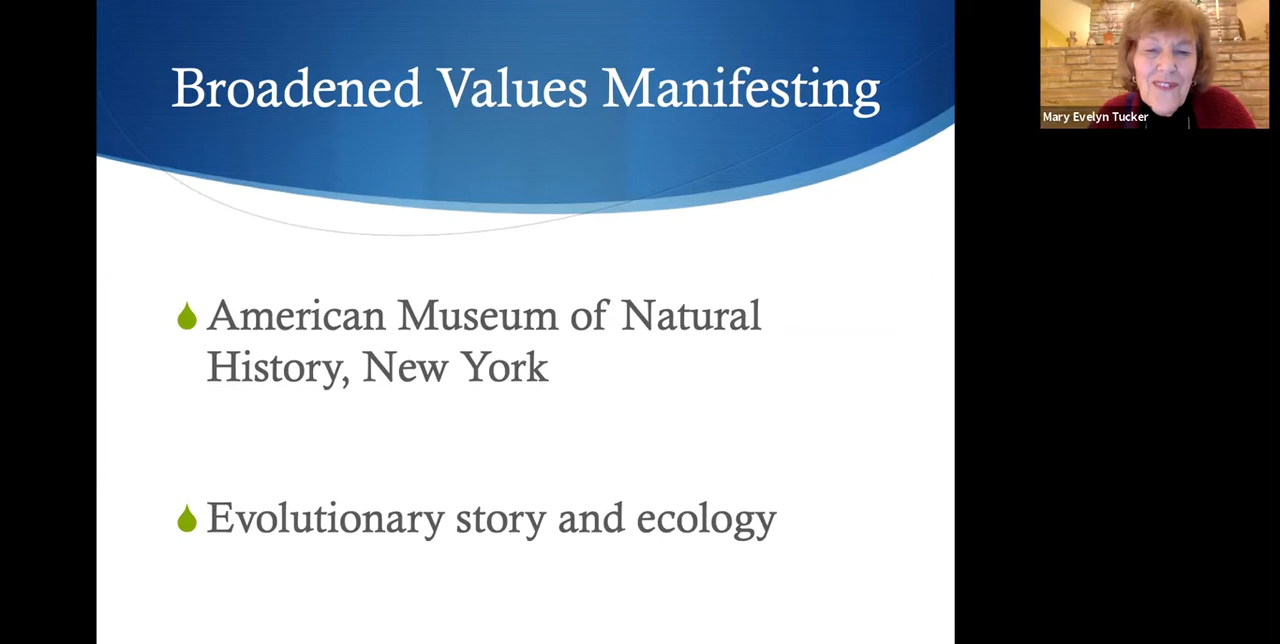 Broadened Values Manifesting
Mary Evelyn Tucker
American Museum of Natural
History, New York
Evolutionary story and ecology